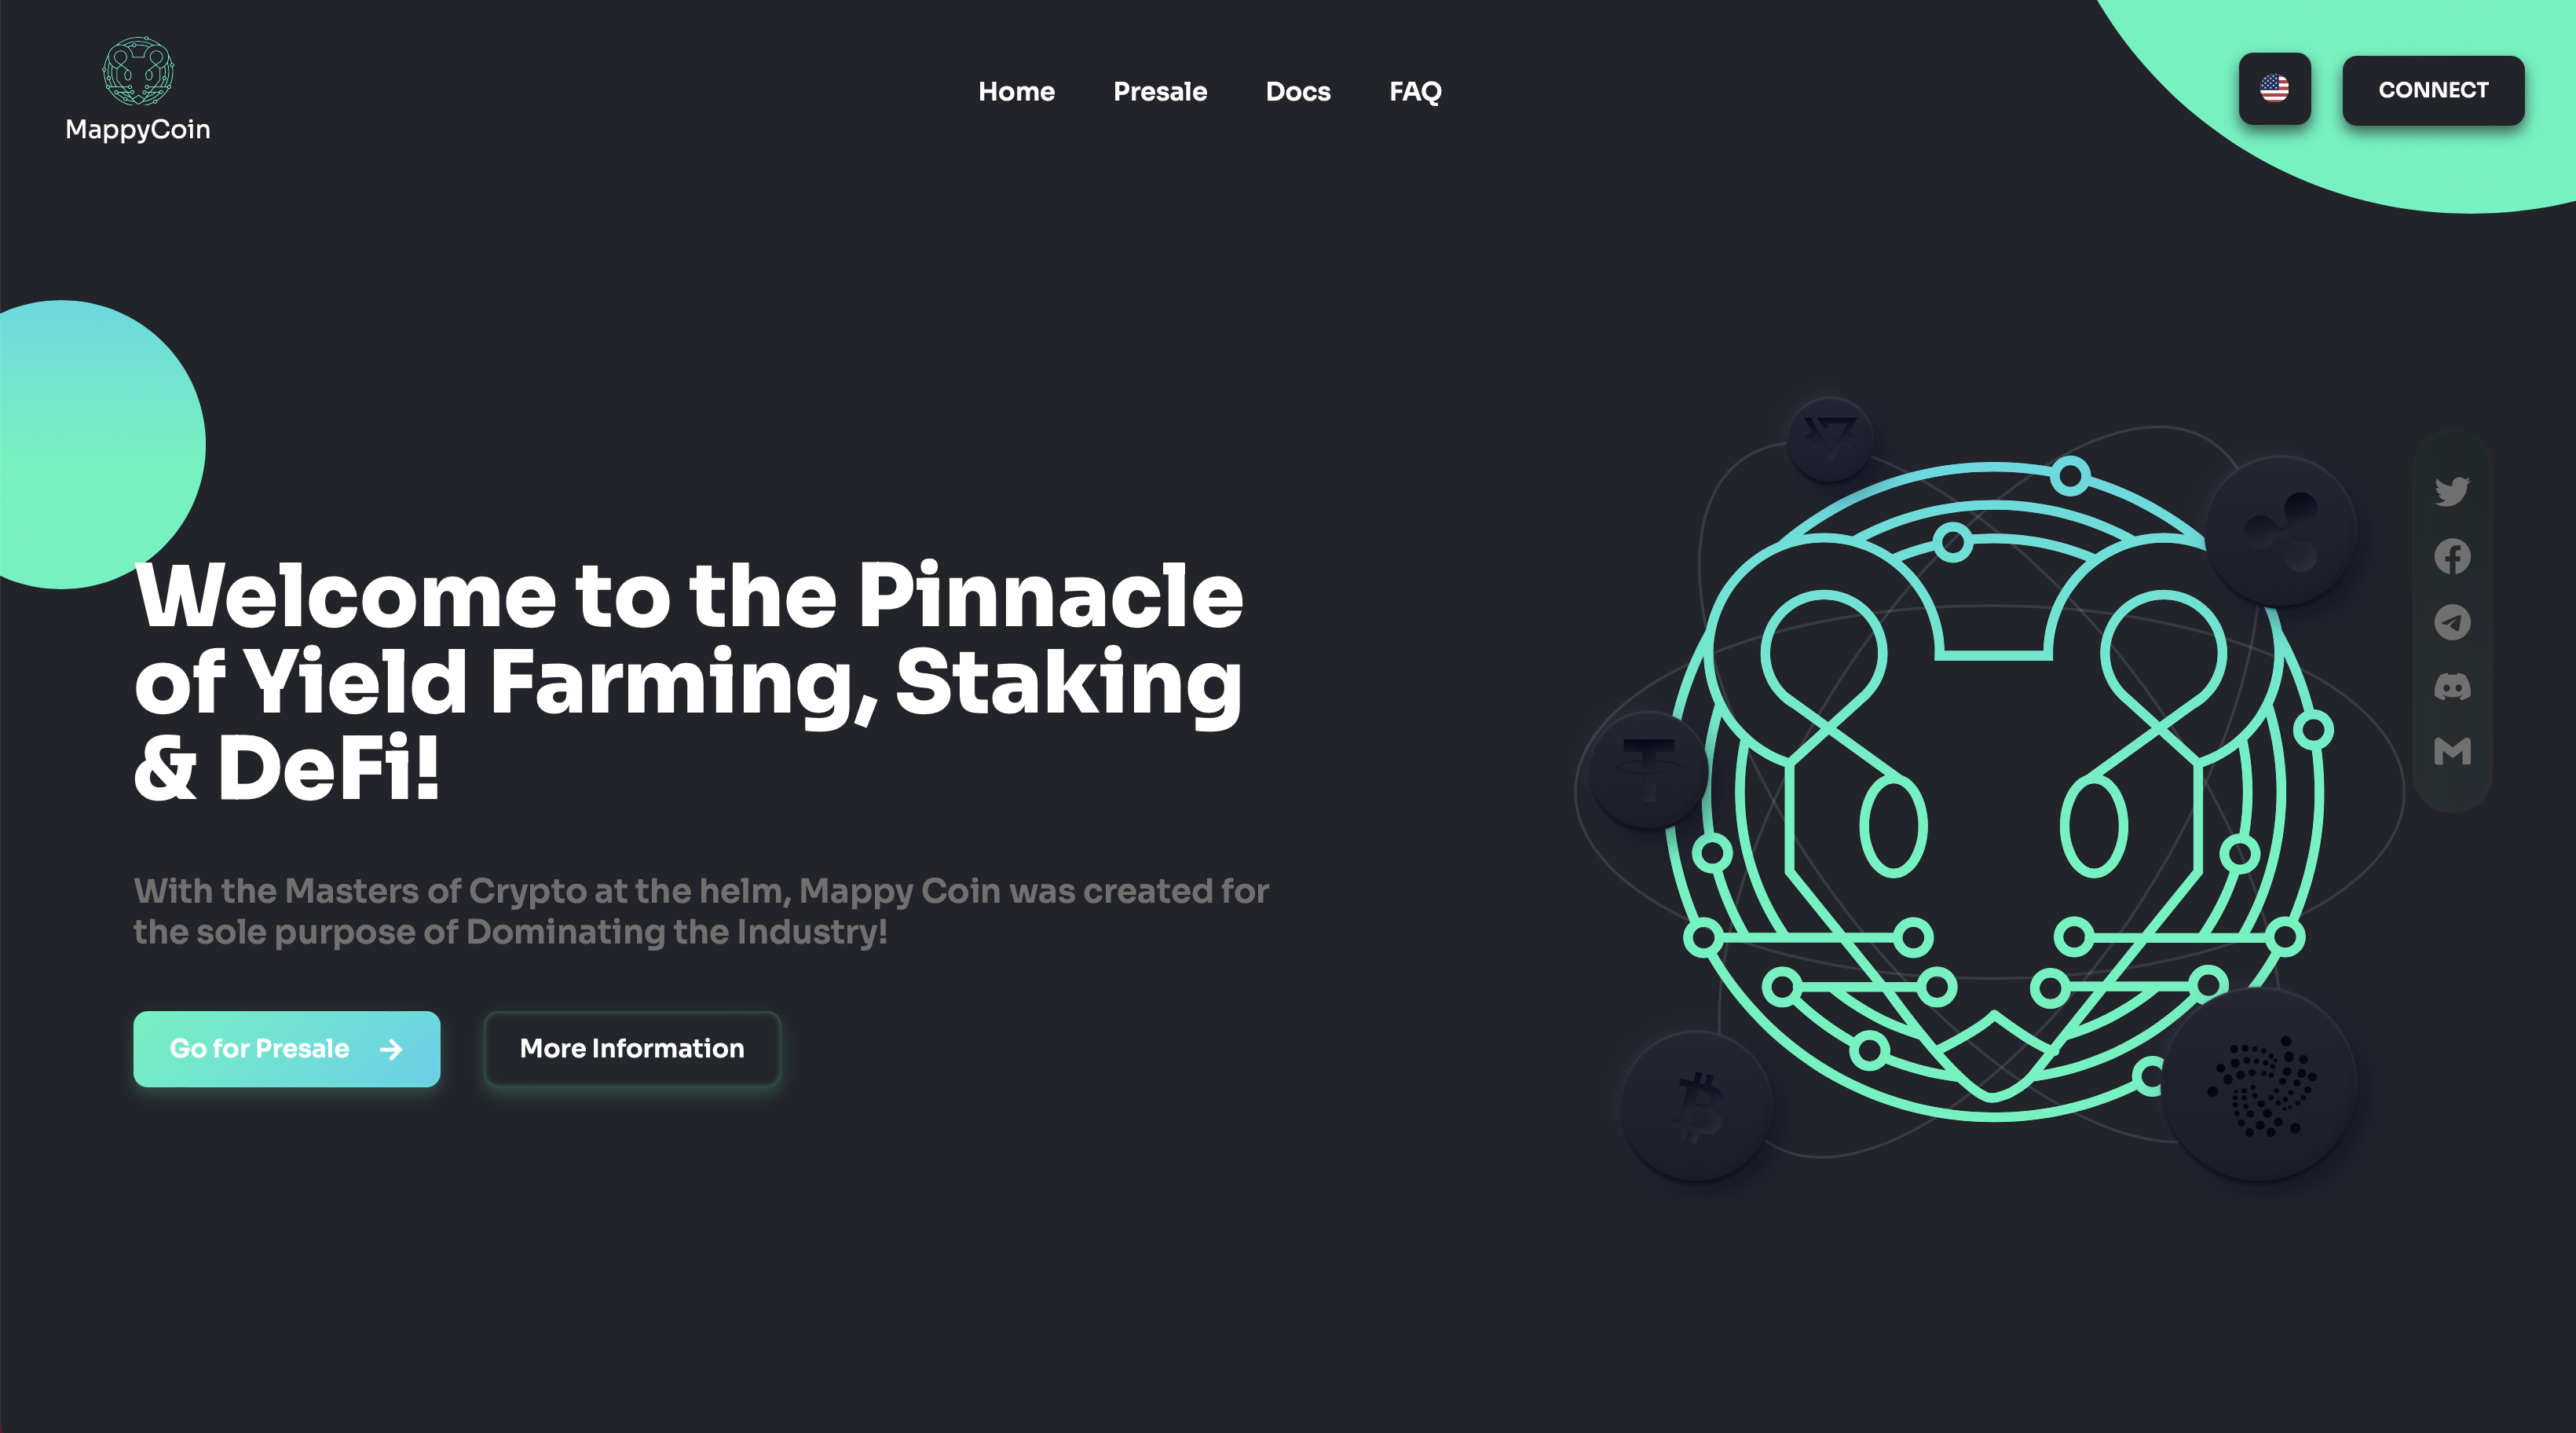 MappyCoin
Home
Presale
Docs
FAQ
CONNECT
Welcome to the Pinnacle
of Yield Farming, Staking
& DeFi!
With the Masters of Crypto at the helm, Mappy Coin was created for
the sole purpose of Dominating the Industry!
Go for Presale
More Information